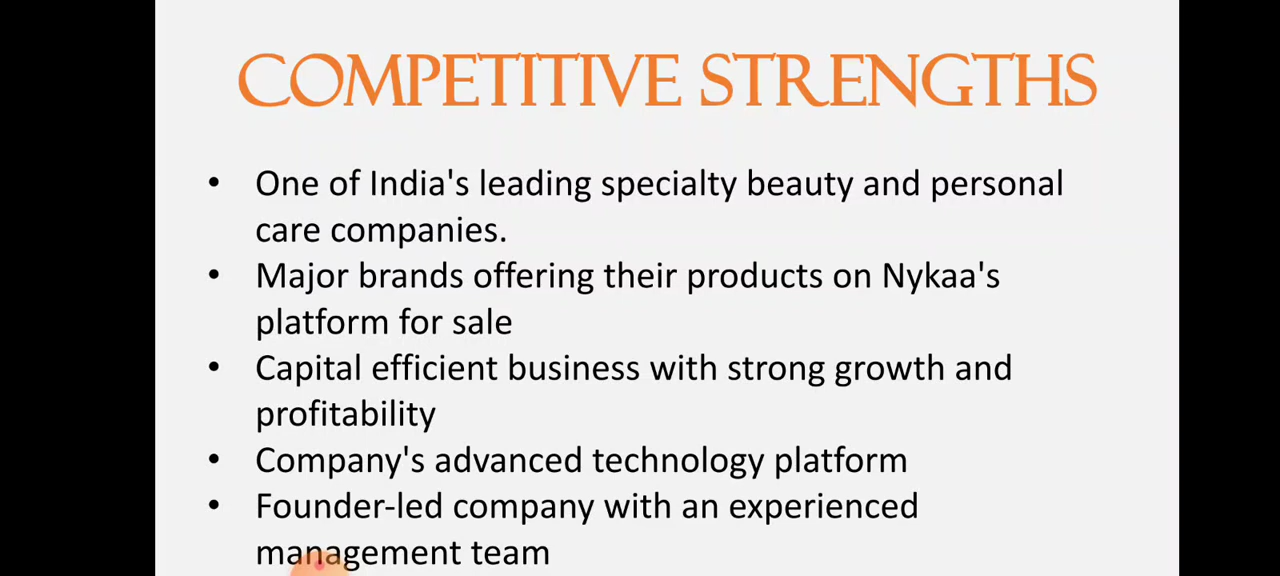 COMPETITIVE STRENGTHS
• One of India's leading specialty beauty and personal
care companies.
• Major brands offering their products on Nykaa's
platform for sale
• Capital efficient business with strong growth and
profitability
• Company's advanced technology platform
• Founder-led company with an experienced
management team